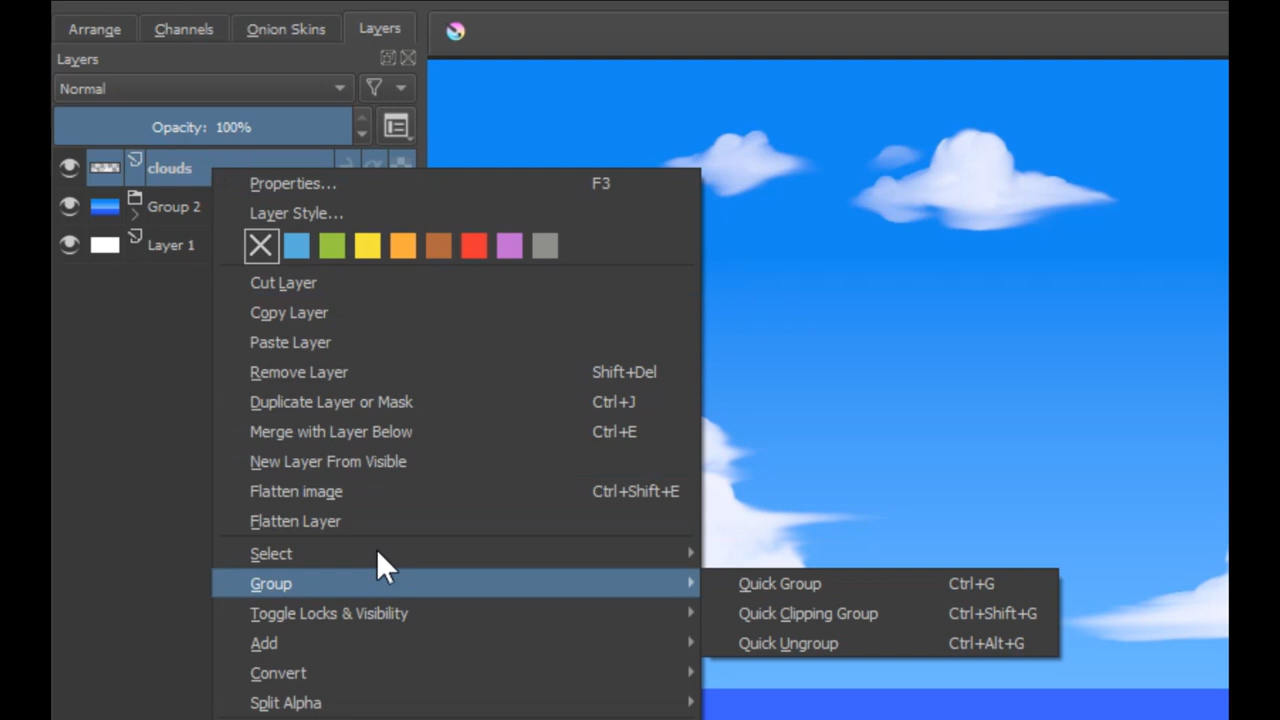 Arrange Channels Onion Skins Layers
Layers
Normal
Opacity: 100%
clouds
Group 2
Layer 1
Properties... F3
Layer Style...
Cut Layer
Copy Layer
Paste Layer
Remove Layer Shift+Del
Duplicate Layer or Mask Ctrl+J
Merge with Layer Below Ctrl+E
New Layer From Visible
Flatten image Ctrl+Shift+E
Flatten Layer
Select
Group
Toggle Locks & Visibility
Add
Convert
Split Alpha
Quick Group Ctrl+G
Quick Clipping Group Ctrl+Shift+G
Quick Ungroup Ctrl+Alt+G